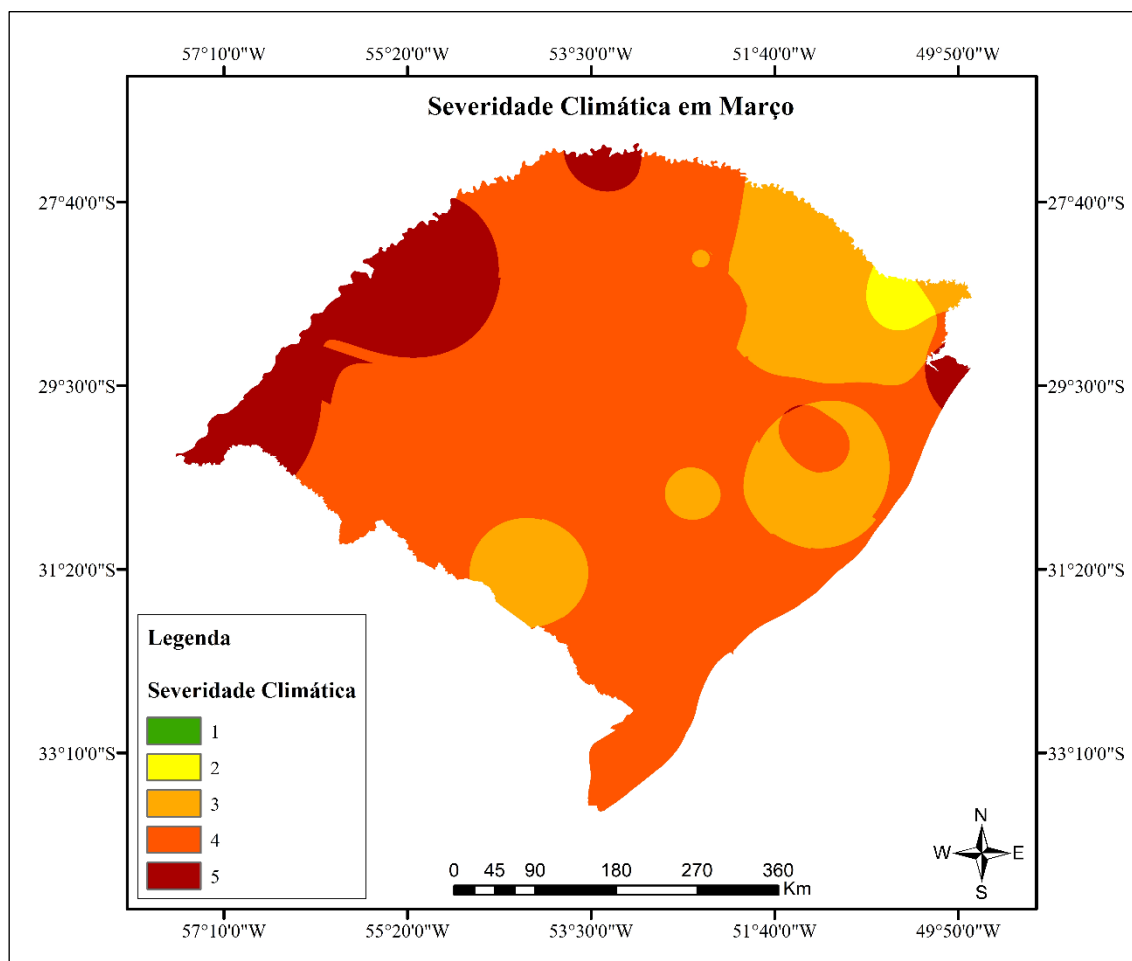 57°10'0"W 55°20'0"W 53°30'0"W 51°40'0"W 49°50'0"W
Severidade Climática em Março
27°40'0"S 27°40'0"S
29°30'0"S 29°30'0"S
31°20'0"S 31°20'0"S
Legenda
Severidade Climática
1
2
3
4
5
33°10'0"S 33°10'0"S
N
W E
S
0 45 90 180 270 360
Km
57°10'0"W 55°20'0"W 53°30'0"W 51°40'0"W 49°50'0"W